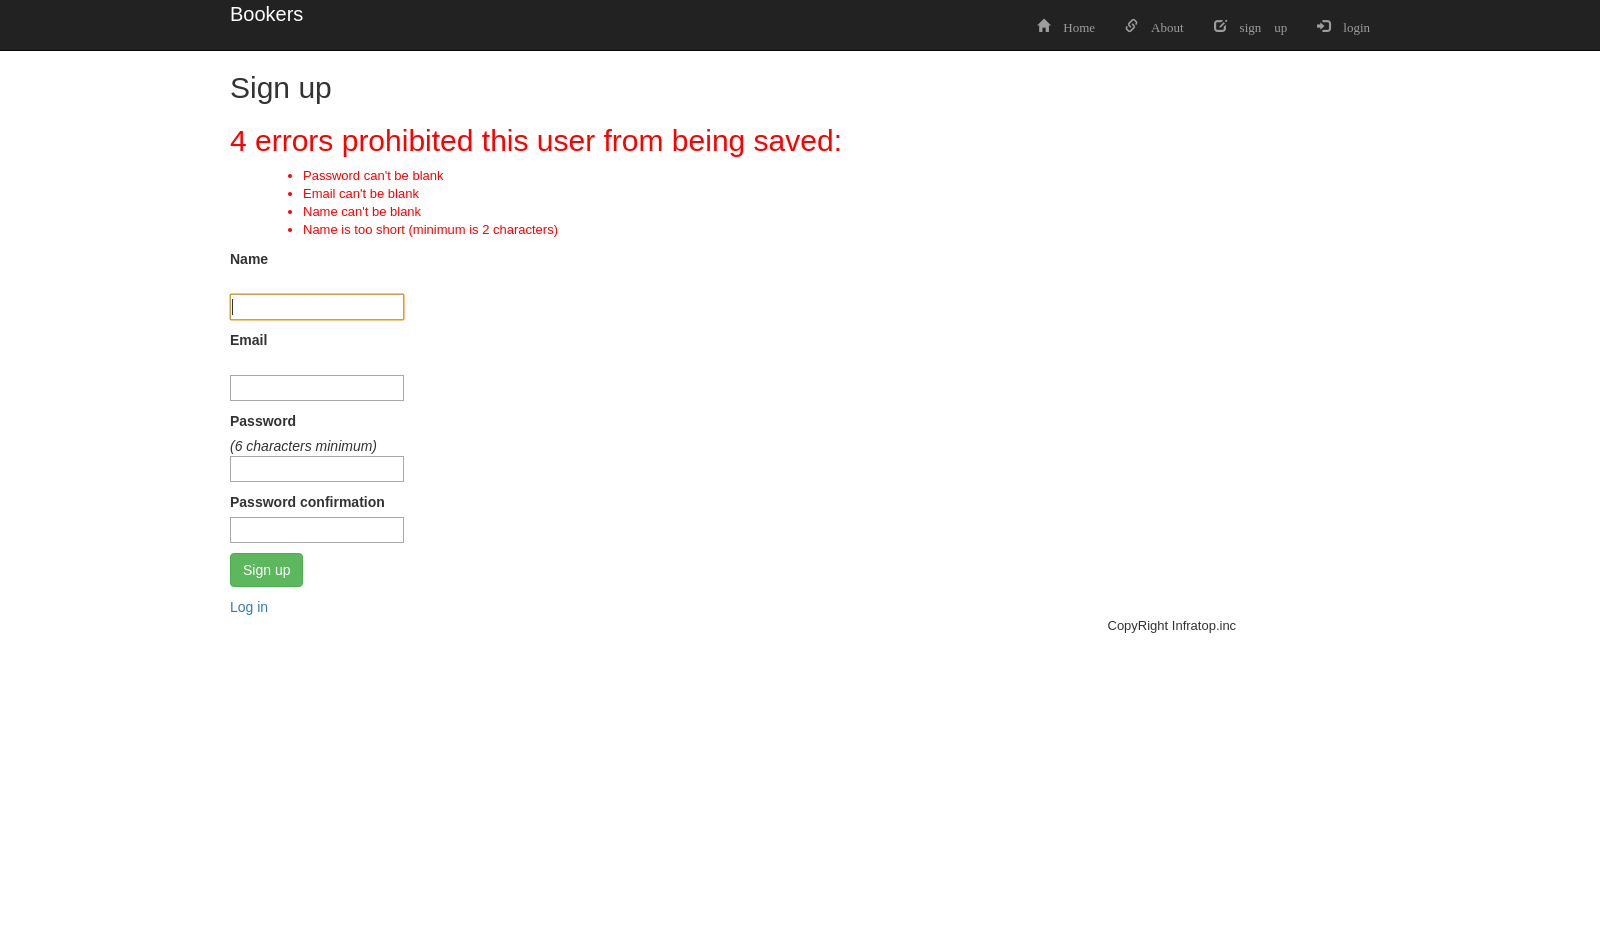 Bookers
Home About sign up login
Sign up
4 errors prohibited this user from being saved:
Password can't be blank
Email can't be blank
Name can't be blank
Name is too short (minimum is 2 characters)
Name
Email
Password
(6 characters minimum)
Password confirmation
Sign up
Log in
CopyRight Infratop.inc